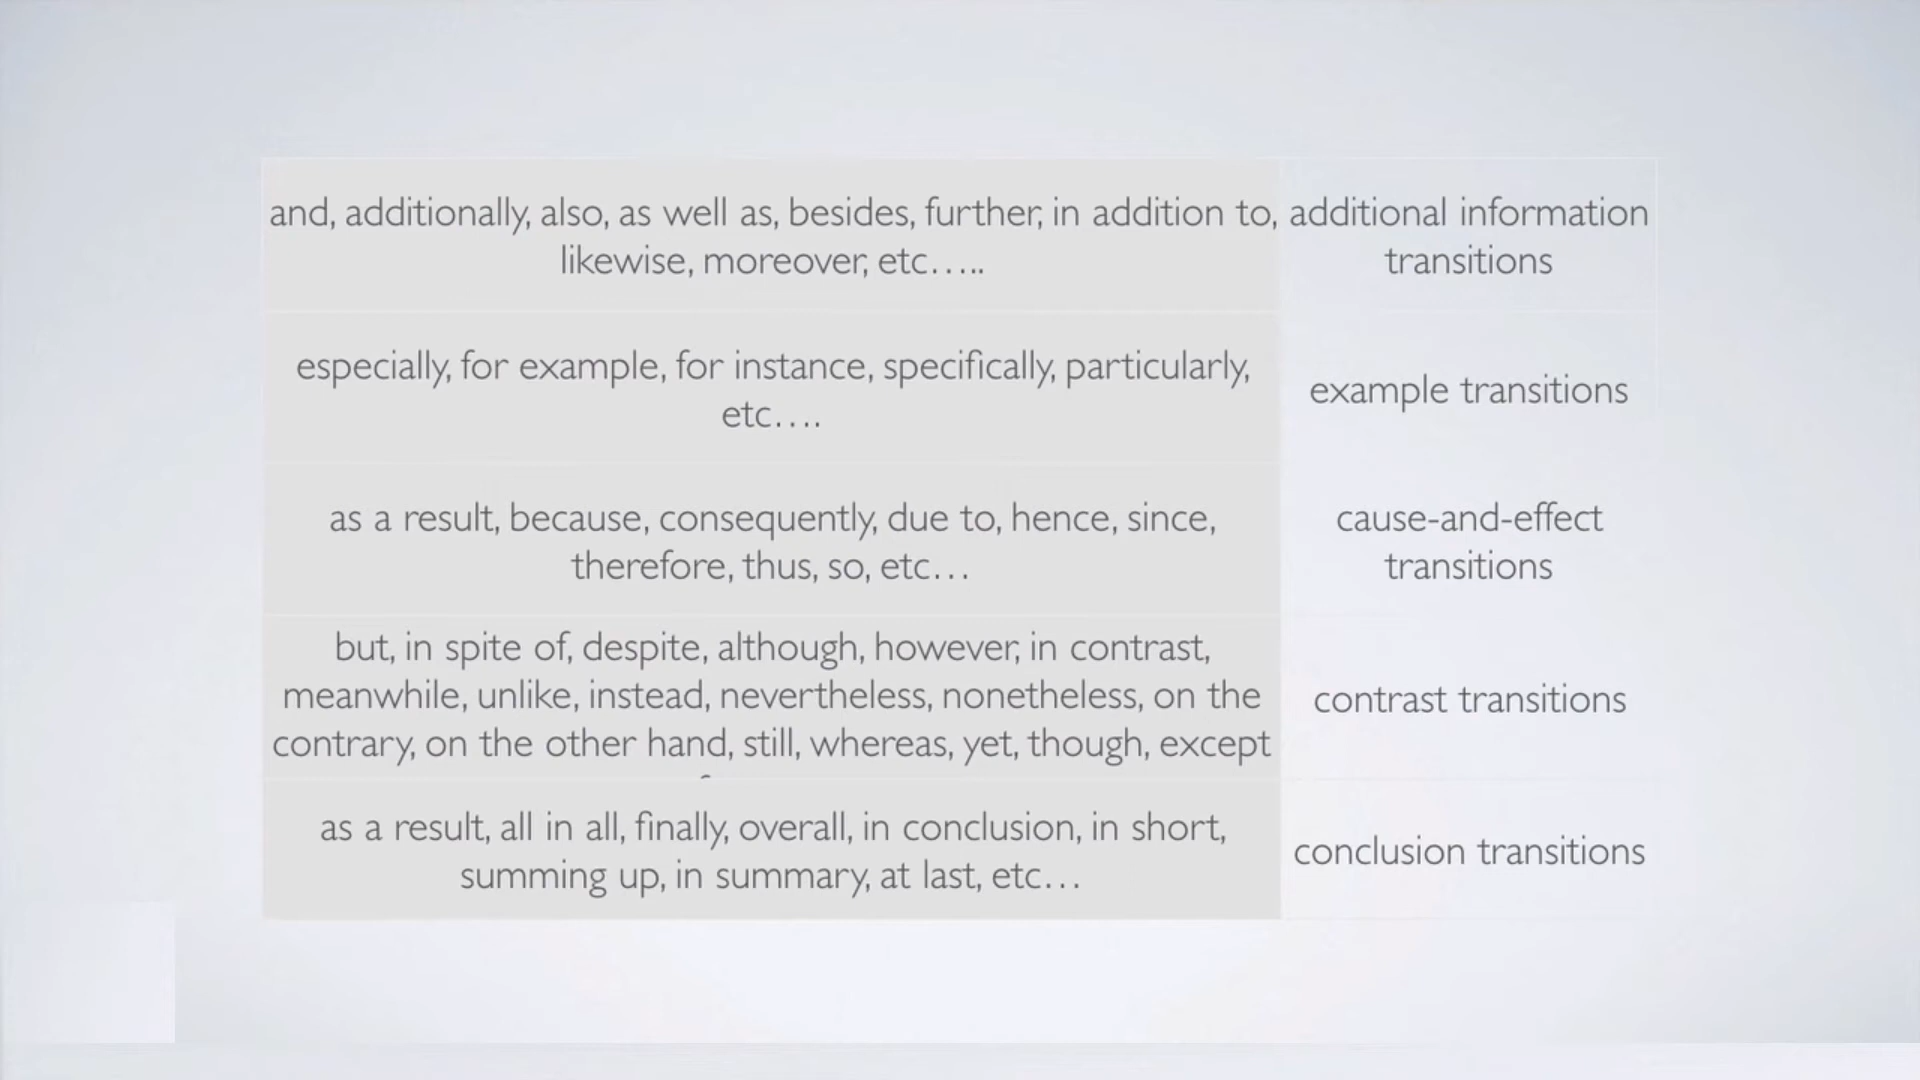 and, additionally, also, as well as, besides, further, in addition to,
likewise, moreover, etc…..
additional information
transitions
especially, for example, for instance, specifically, particularly,
etc….
example transitions
as a result, because, consequently, due to, hence, since,
therefore, thus, so, etc…
cause-and-effect
transitions
but, in spite of, despite, although, however, in contrast,
meanwhile, unlike, instead, nevertheless, nonetheless, on the
contrary, on the other hand, still, whereas, yet, though, except
contrast transitions
as a result, all in all, finally, overall, in conclusion, in short,
summing up, in summary, at last, etc…
conclusion transitions